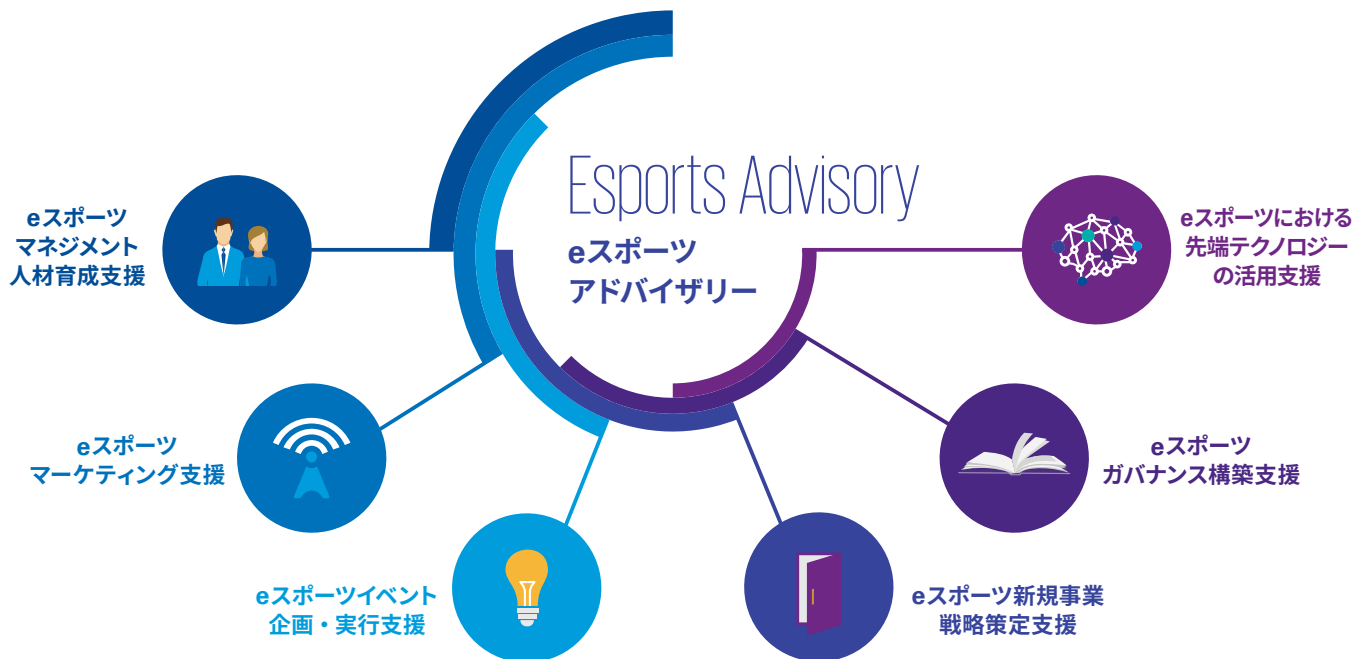 Esports Advisory
eスポーツ
アドバイザリー
eスポーツ
マネジメント
人材育成支援
eスポーツ
マーケティング支援
eスポーツイベント
企画・実行支援
eスポーツ新規事業
戦略策定支援
eスポーツ
ガバナンス構築支援
eスポーツにおける
先端テクノロジー
の活用支援